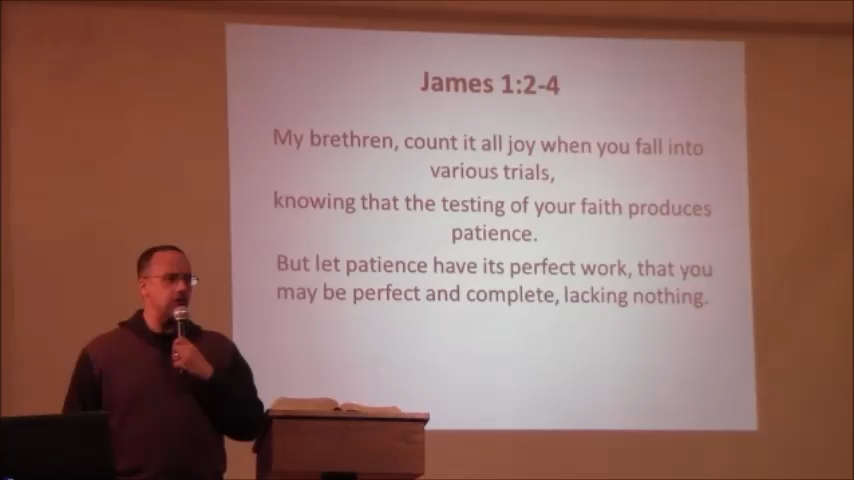 James 1:2-4
My brethren, count it all joy when you fall into
various trials,
knowing that the testing of your faith produces
patience.
But let patience have its perfect work, that you
may be perfect and complete, lacking nothing.